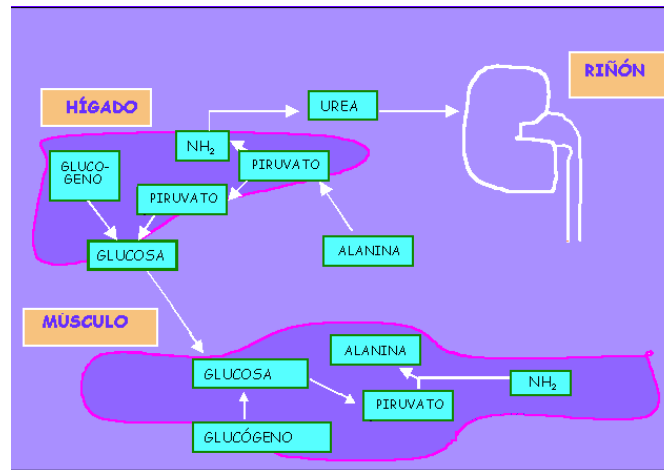 RIÑÓN
HÍGADO
UREA
NH₂
GLUCO-
GENO
PIRUVATO
PIRUVATO
GLUCOSA
ALANINA
MÚSCULO
ALANINA
GLUCOSA
NH₂
PIRUVATO
GLUCÓGENO